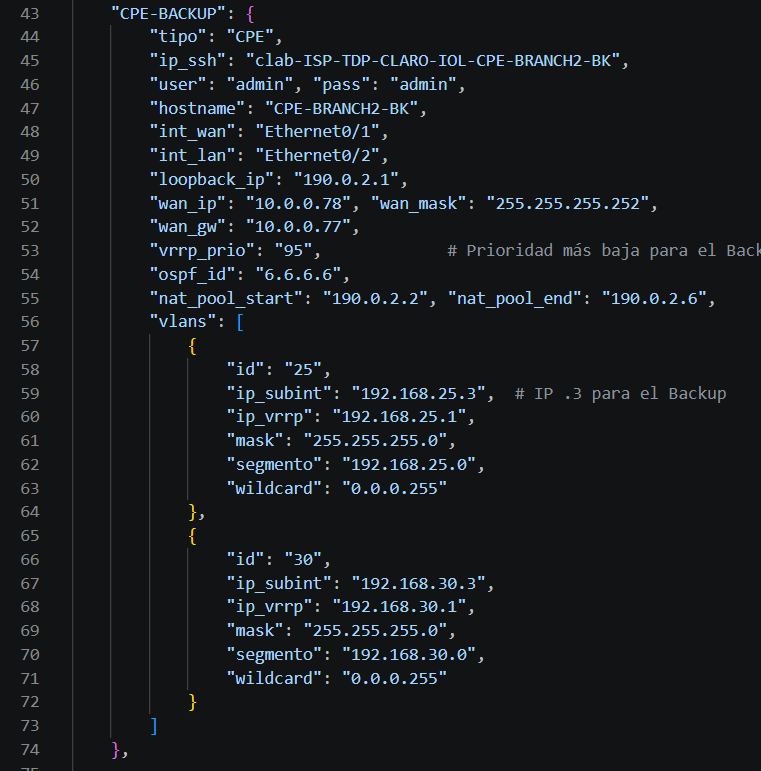 43 "CPE-BACKUP": {
44 "tipo": "CPE",
45 "ip_ssh": "clab-ISP-TDP-CLARO-IOL-CPE-BRANCH2-BK",
46 "user": "admin", "pass": "admin",
47 "hostname": "CPE-BRANCH2-BK",
48 "int_wan": "Ethernet0/1",
49 "int_lan": "Ethernet0/2",
50 "loopback_ip": "190.0.2.1",
51 "wan_ip": "10.0.0.78", "wan_mask": "255.255.255.252",
52 "wan_gw": "10.0.0.77",
53 "vrrp_prio": "95", # Prioridad más baja para el Back
54 "ospf_id": "6.6.6.6",
55 "nat_pool_start": "190.0.2.2", "nat_pool_end": "190.0.2.6",
56 "vlans": [
57 {
58 "id": "25",
59 "ip_subint": "192.168.25.3", # IP .3 para el Backup
60 "ip_vrrp": "192.168.25.1",
61 "mask": "255.255.255.0",
62 "segmento": "192.168.25.0",
63 "wildcard": "0.0.0.255"
64 },
65 {
66 "id": "30",
67 "ip_subint": "192.168.30.3",
68 "ip_vrrp": "192.168.30.1",
69 "mask": "255.255.255.0",
70 "segmento": "192.168.30.0",
71 "wildcard": "0.0.0.255"
72 }
73 ]
74 },